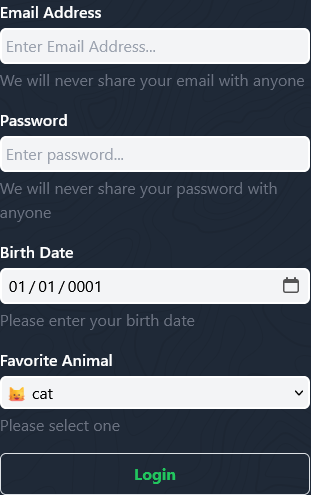 Email Address
Enter Email Address...
We will never share your email with anyone
Password
Enter password...
We will never share your password with
anyone
Birth Date
01/01/0001
Please enter your birth date
Favorite Animal
😺 cat
Please select one
Login